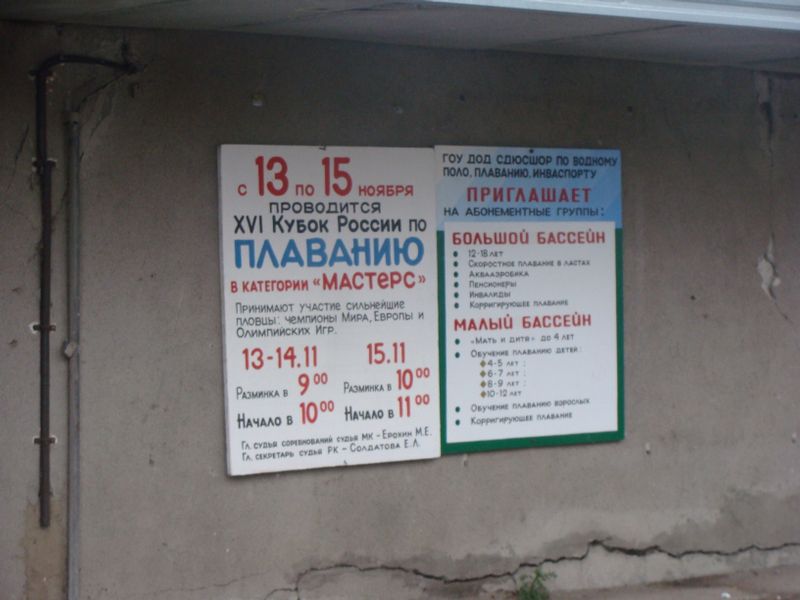 с 13 по 15 ноября
проводится
XVI Кубок России по
ПЛАВАНИЮ
в категории «Мастерс»
Принимают участие сильнейщие
пловцы: чемпионы Мира, Европы и
Олимпийских Игр.
13-14.11
Разминка в 9 00
Начало в 10 00
15.11
Разминка в 10 00
Начало в 11 00
Гл. судья соревнований судья МК - Ерохин М.Е.
Гл. секретарь судья РК - Солдатова Е.Л.
ГОУ ДОД СДЮСШОР ПО ВОДНОМУ
ПОЛО, ПЛАВАНИЮ, ИНВАСПОРТУ
ПРИГЛАШАЕТ
НА АБОНЕМЕНТНЫЕ ГРУППЫ:
БОЛЬШОЙ БАССЕЙН
• 12-18 лет
• Скоростное плавание в ластах
• Аквааэробика
• Пенсионеры
• Инвалиды
• Корригирующее плавание
МАЛЫЙ БАССЕЙН
• «Мать и дитя» до 4 лет
• Обучение плаванию детей:
◆4-5 лет;
◆6-7 лет;
◆8-9 лет;
◆10-12 лет
• Обучение плаванию взрослых
• Корригирующее плавание